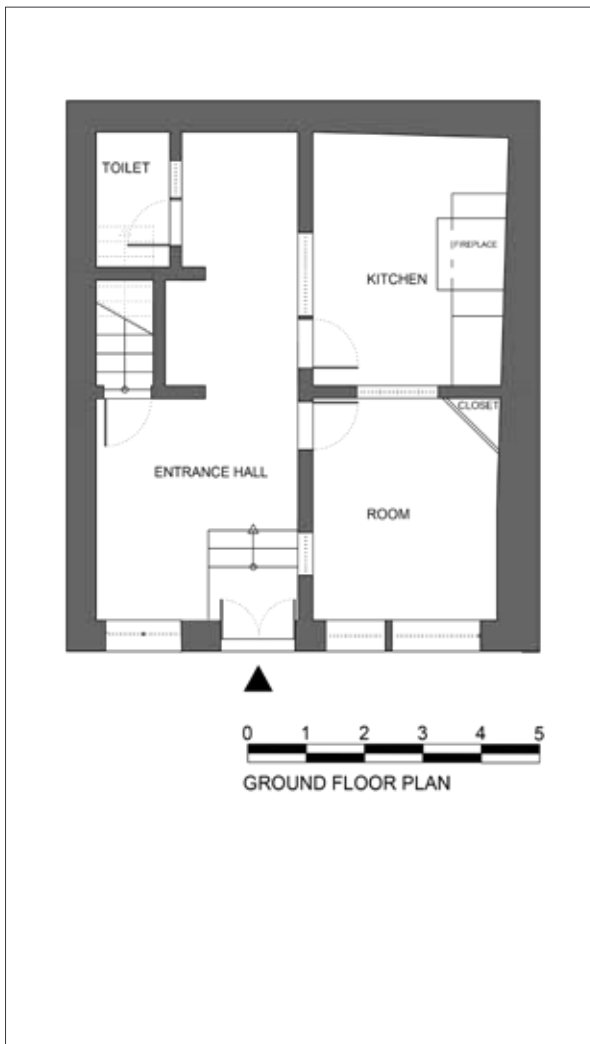 TOILET
FIREPLACE
KITCHEN
CLOSET
ENTRANCE HALL
ROOM
0 1 2 3 4 5
GROUND FLOOR PLAN